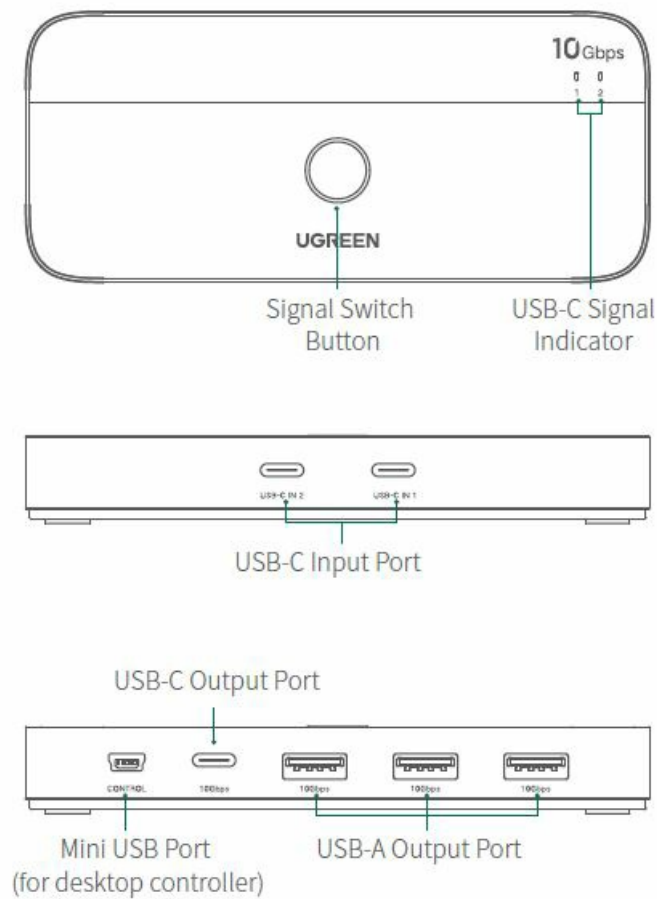 10Gbps
1 2
UGREEN
Signal Switch
Button
USB-C Signal
Indicator
USB-C IN 2 USB-C IN 1
USB-C Input Port
USB-C Output Port
CONTROL 10Gbps 10Gbps 10Gbps 10Gbps
Mini USB Port
(for desktop controller)
USB-A Output Port